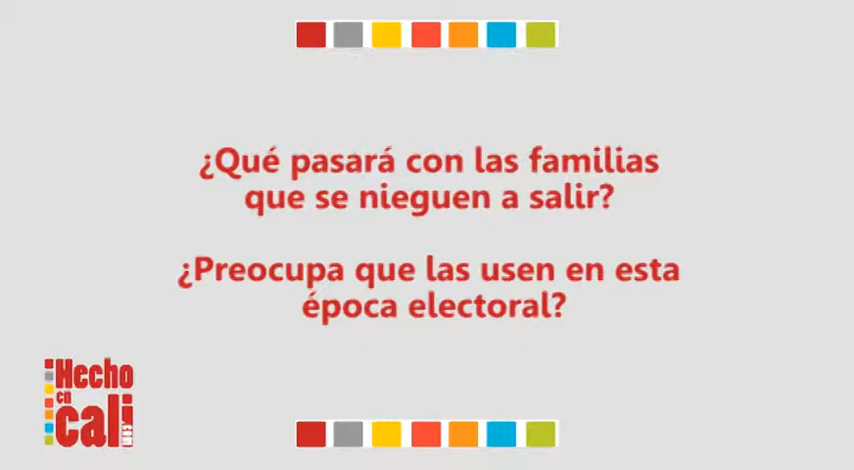 ¿Qué pasará con las familias
que se nieguen a salir?
¿Preocupa que las usen en esta
época electoral?
Hecho
en
cali
.COM